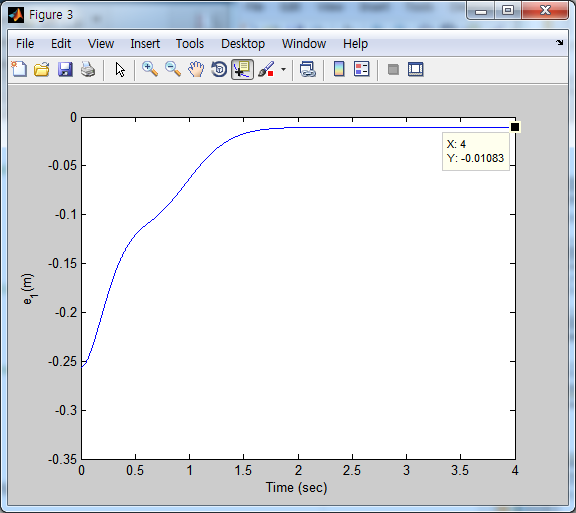 Figure 3
File Edit View Insert Tools Desktop Window Help
0
-0.05
-0.1
-0.15
-0.2
-0.25
-0.3
-0.35
e1 (m)
X: 4
Y: -0.01083
0 0.5 1 1.5 2 2.5 3 3.5 4
Time (sec)